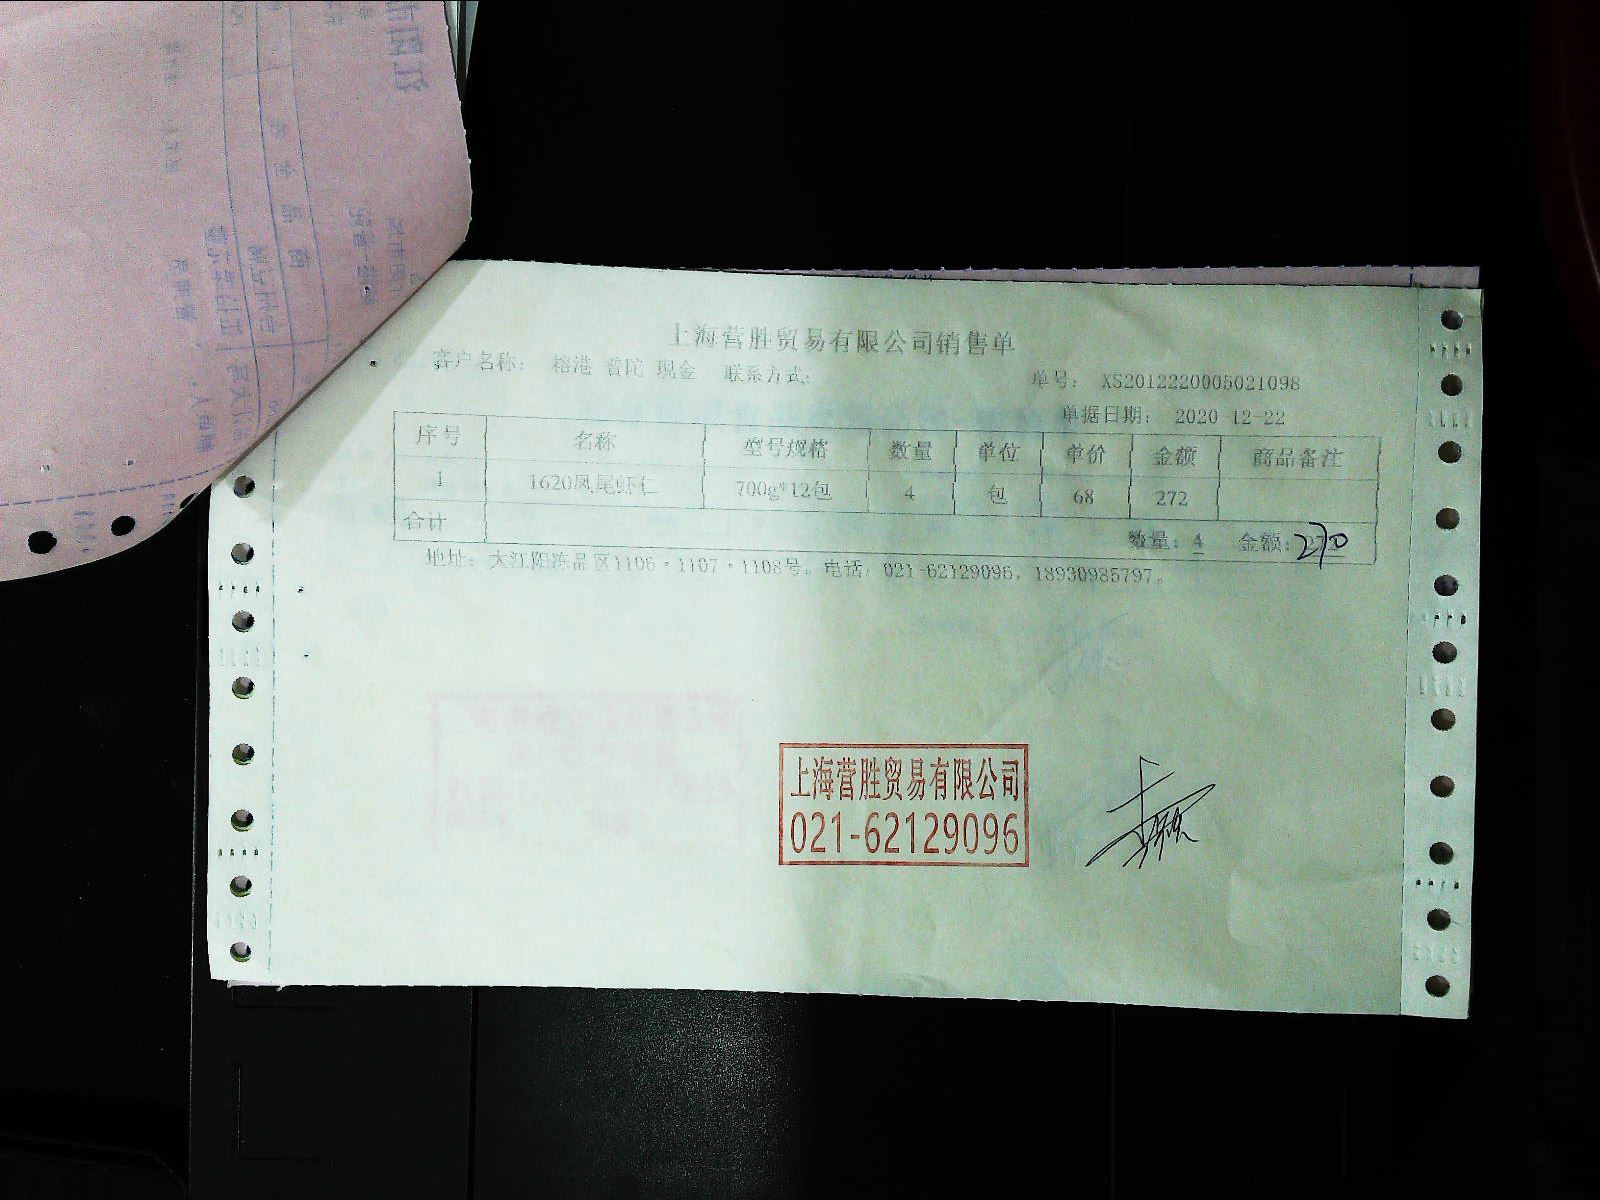 上海营胜贸易有限公司销售单
客户名称： 榕港 普陀 现金 联系方式： 单号： XS2012220005021098
单据日期： 2020-12-22
序号 名称 型号规格 数量 单位 单价 金额 商品备注
1 1620凤尾虾仁 700g*12包 4 包 68 272
合计 数量：4 金额：270
地址：大江阳冻品区1106·1107·1108号。电话：021-62129096，18930985797。
上海营胜贸易有限公司
021-62129096